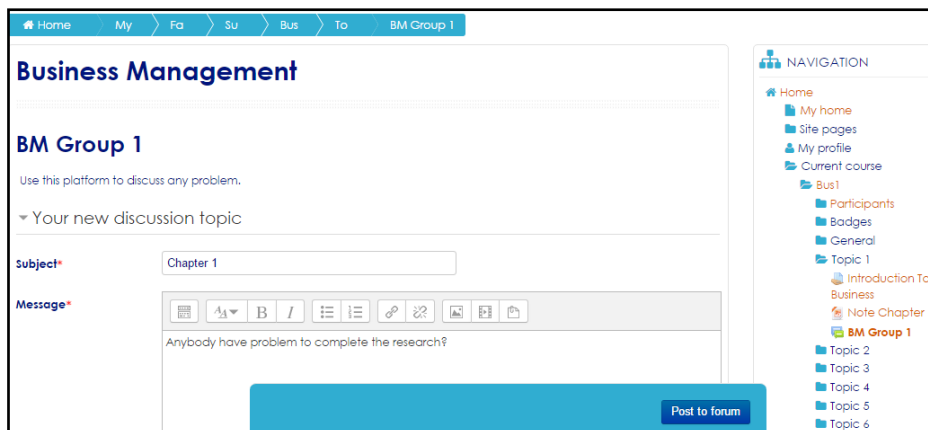 Home My Fa Su Bus To BM Group 1
Business Management
BM Group 1
Use this platform to discuss any problem.
Your new discussion topic
Subject*
Chapter 1
Message*
B I
Anybody have problem to complete the research?
Post to forum
NAVIGATION
Home
My home
Site pages
My profile
Current course
Bus1
Participants
Badges
General
Topic 1
Introduction To
Business
Note Chapter
BM Group 1
Topic 2
Topic 3
Topic 4
Topic 5
Topic 6